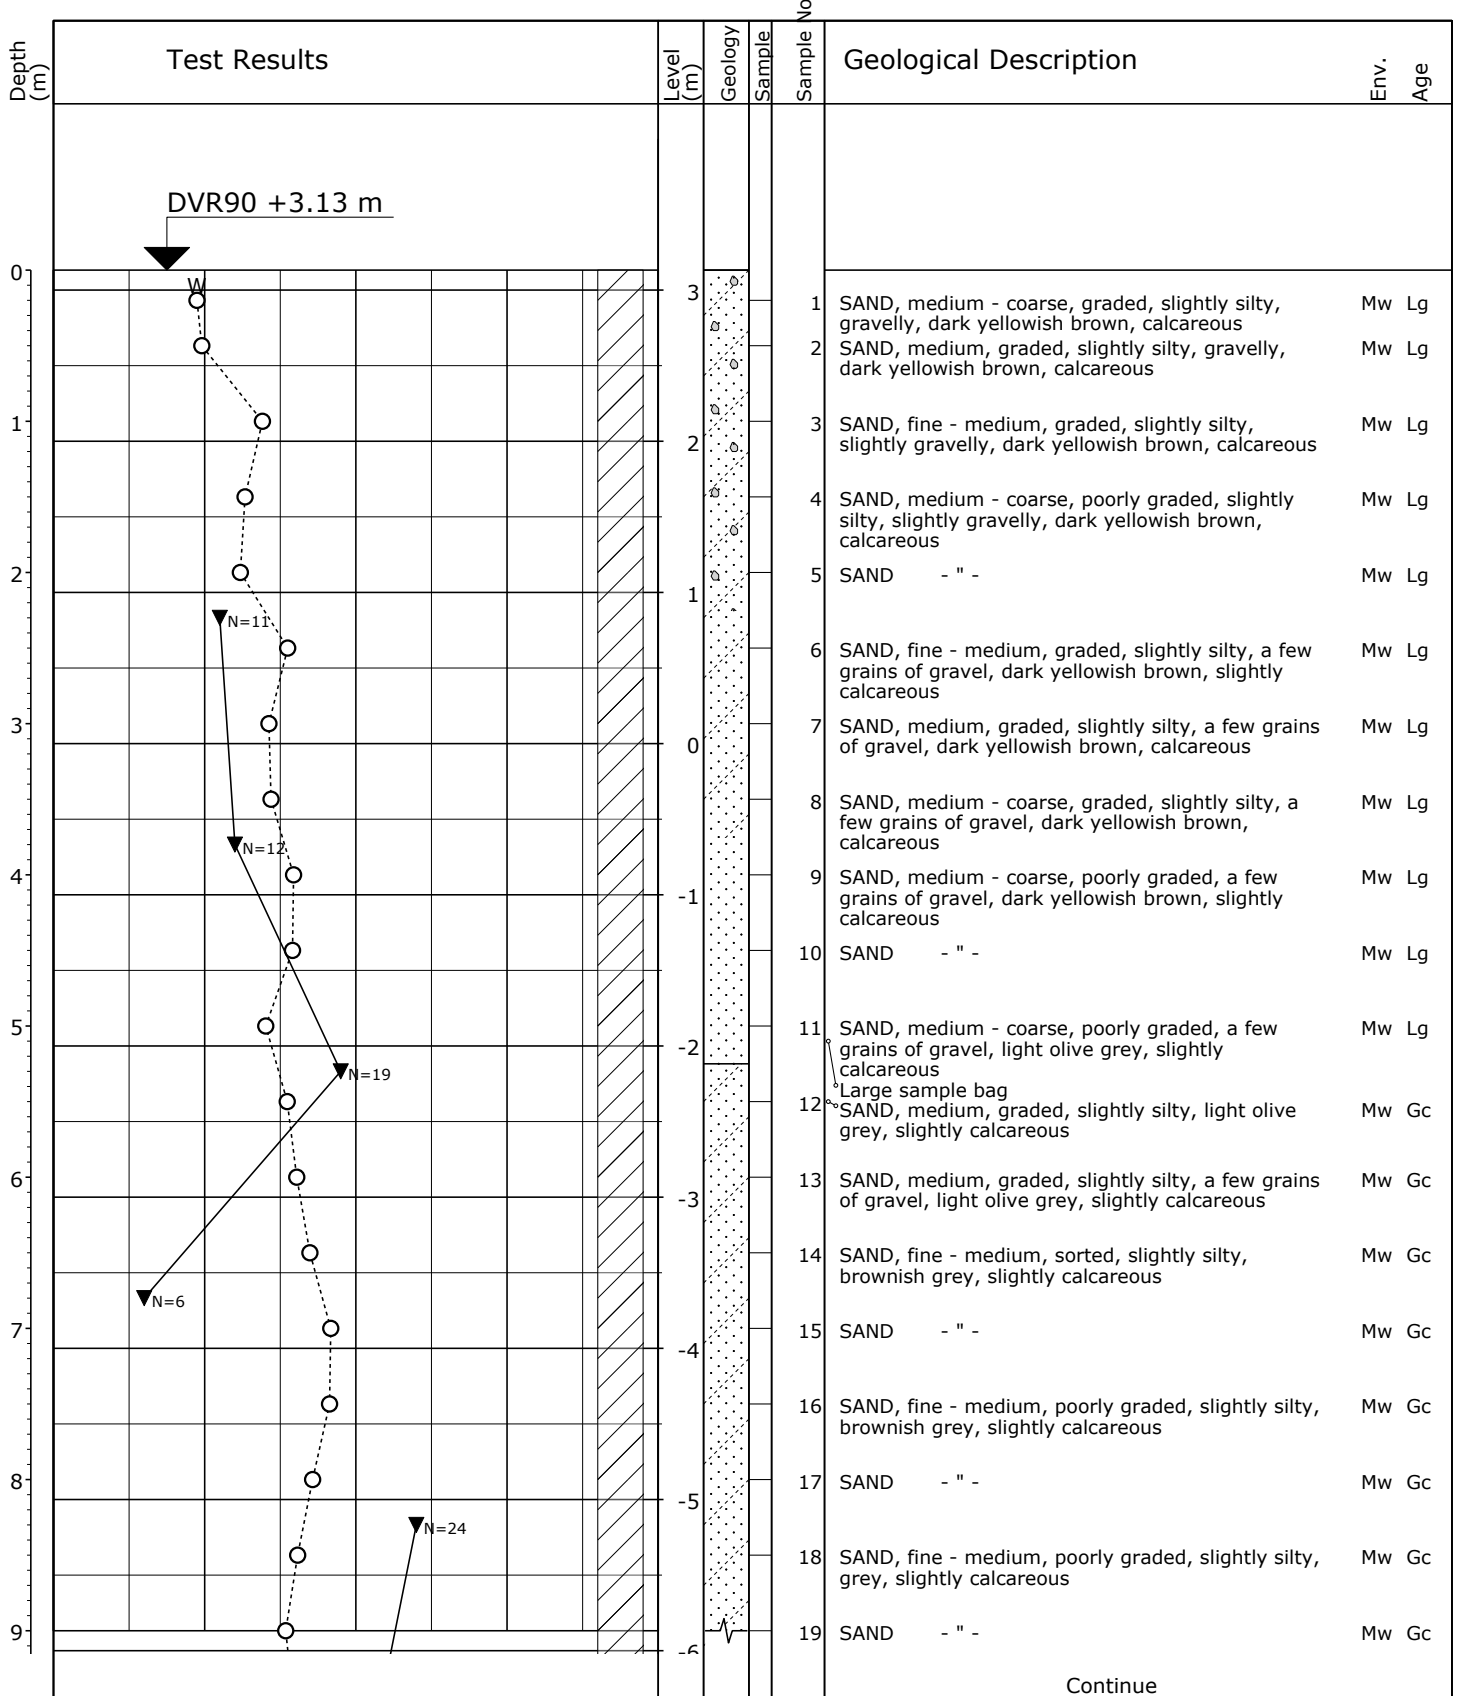 Depth
(m)
Test Results
Level
(m)
Geology
Sample
Sample No
Geological Description
Env.
Age
DVR90 +3.13 m
0
W
3
1 SAND, medium - coarse, graded, slightly silty, Mw Lg
gravelly, dark yellowish brown, calcareous
2 SAND, medium, graded, slightly silty, gravelly, Mw Lg
dark yellowish brown, calcareous
1
3 SAND, fine - medium, graded, slightly silty, Mw Lg
slightly gravelly, dark yellowish brown, calcareous
2
4 SAND, medium - coarse, poorly graded, slightly Mw Lg
silty, slightly gravelly, dark yellowish brown,
calcareous
2
5 SAND - " - Mw Lg
1
N=11
6 SAND, fine - medium, graded, slightly silty, a few Mw Lg
grains of gravel, dark yellowish brown, slightly
calcareous
3
7 SAND, medium, graded, slightly silty, a few grains Mw Lg
of gravel, dark yellowish brown, calcareous
0
8 SAND, medium - coarse, graded, slightly silty, a Mw Lg
few grains of gravel, dark yellowish brown,
calcareous
N=12
4
9 SAND, medium - coarse, poorly graded, a few Mw Lg
grains of gravel, dark yellowish brown, slightly
calcareous
-1
10 SAND - " - Mw Lg
5
11 SAND, medium - coarse, poorly graded, a few Mw Lg
grains of gravel, light olive grey, slightly
calcareous
-2
N=19
Large sample bag
12 SAND, medium, graded, slightly silty, light olive Mw Gc
grey, slightly calcareous
6
13 SAND, medium, graded, slightly silty, a few grains Mw Gc
of gravel, light olive grey, slightly calcareous
-3
14 SAND, fine - medium, sorted, slightly silty, Mw Gc
brownish grey, slightly calcareous
N=6
7
15 SAND - " - Mw Gc
-4
16 SAND, fine - medium, poorly graded, slightly silty, Mw Gc
brownish grey, slightly calcareous
8
17 SAND - " - Mw Gc
-5
N=24
18 SAND, fine - medium, poorly graded, slightly silty, Mw Gc
grey, slightly calcareous
9
19 SAND - " - Mw Gc
-6
Continue